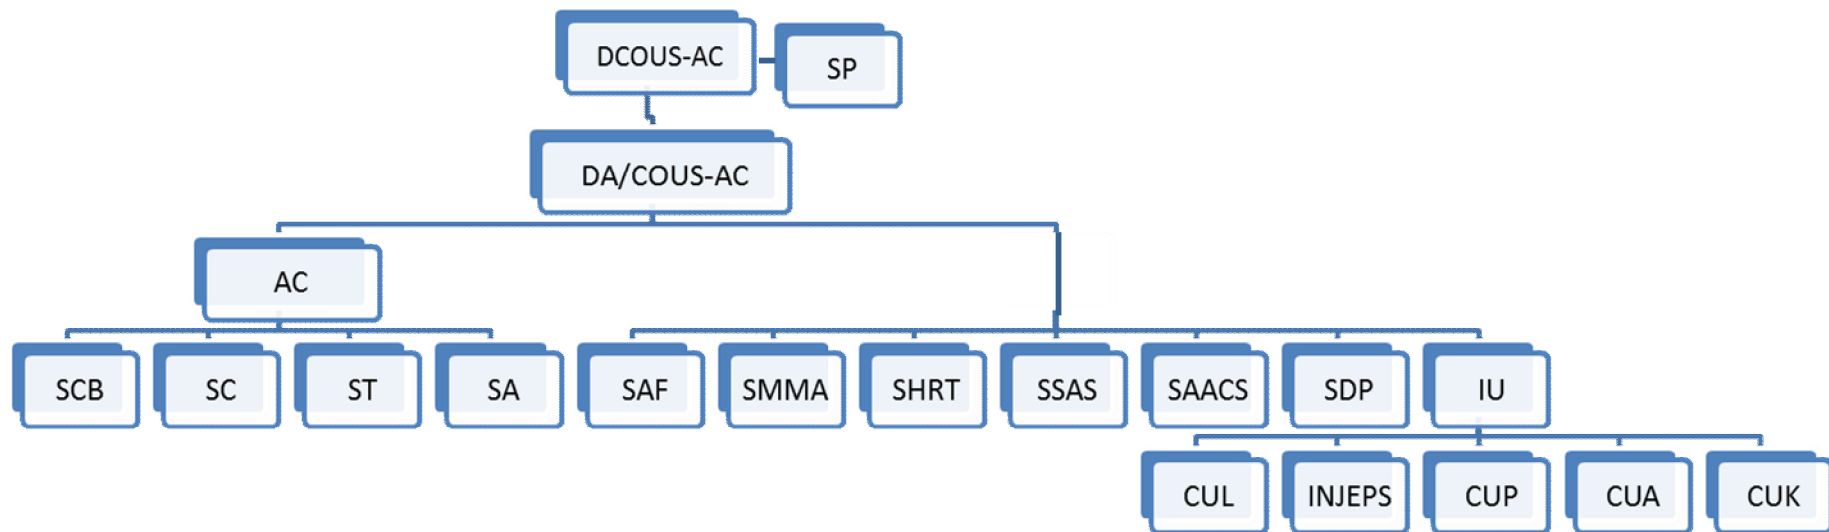 DCOUS-AC
SP
DA/COUS-AC
AC
SCB
SC
ST
SA
SAF
SMMA
SHRT
SSAS
SAACS
SDP
IU
CUL
INJEPS
CUP
CUA
CUK